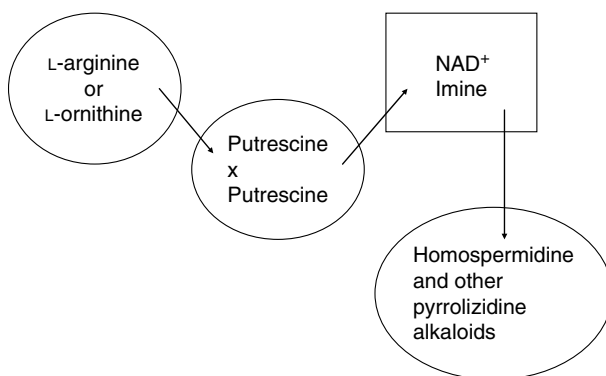 L-arginine
or
L-ornithine
Putrescine
x
Putrescine
NAD⁺
Imine
Homospermidine
and other
pyrrolizidine
alkaloids